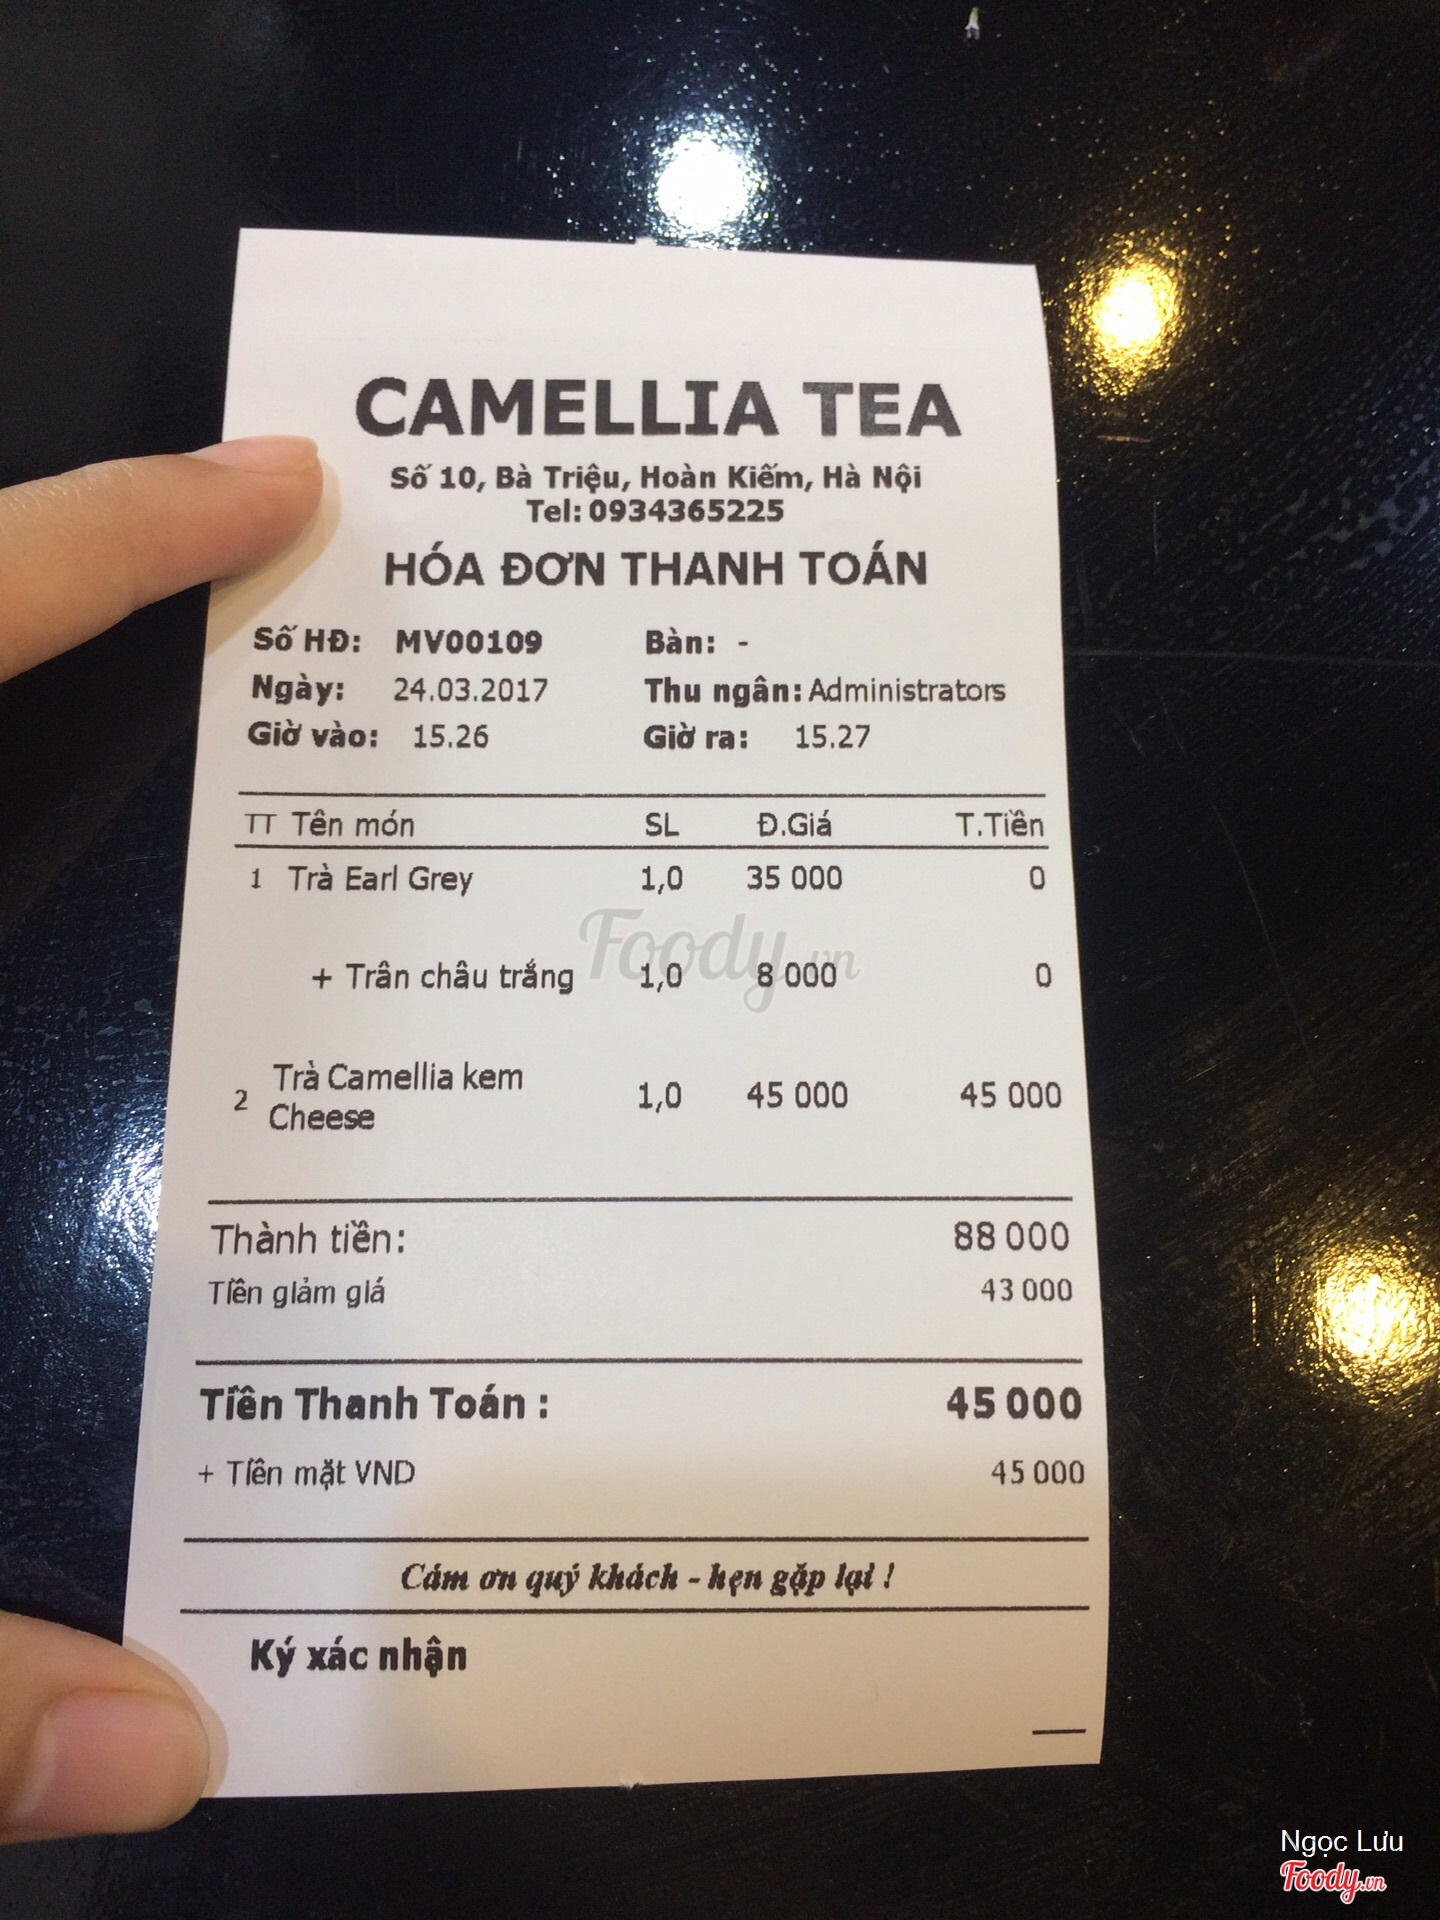 CAMELLIA TEA
Số 10, Bà Triệu, Hoàn Kiếm, Hà Nội
Tel: 0934365225
HÓA ĐƠN THANH TOÁN
Số HĐ: MV00109 Bàn: -
Ngày: 24.03.2017 Thu ngân: Administrators
Giờ vào: 15.26 Giờ ra: 15.27
TT Tên món SL Đ.Giá T.Tiền
1 Trà Earl Grey 1,0 35 000 0
Foody.vn
+ Trân châu trắng 1,0 8 000 0
2 Trà Camellia kem Cheese 1,0 45 000 45 000
Thành tiền: 88 000
Tiền giảm giá 43 000
Tiền Thanh Toán : 45 000
+ Tiền mặt VND 45 000
Cám ơn quý khách - hẹn gặp lại !
Ký xác nhận
Ngọc Lưu
Foody.vn